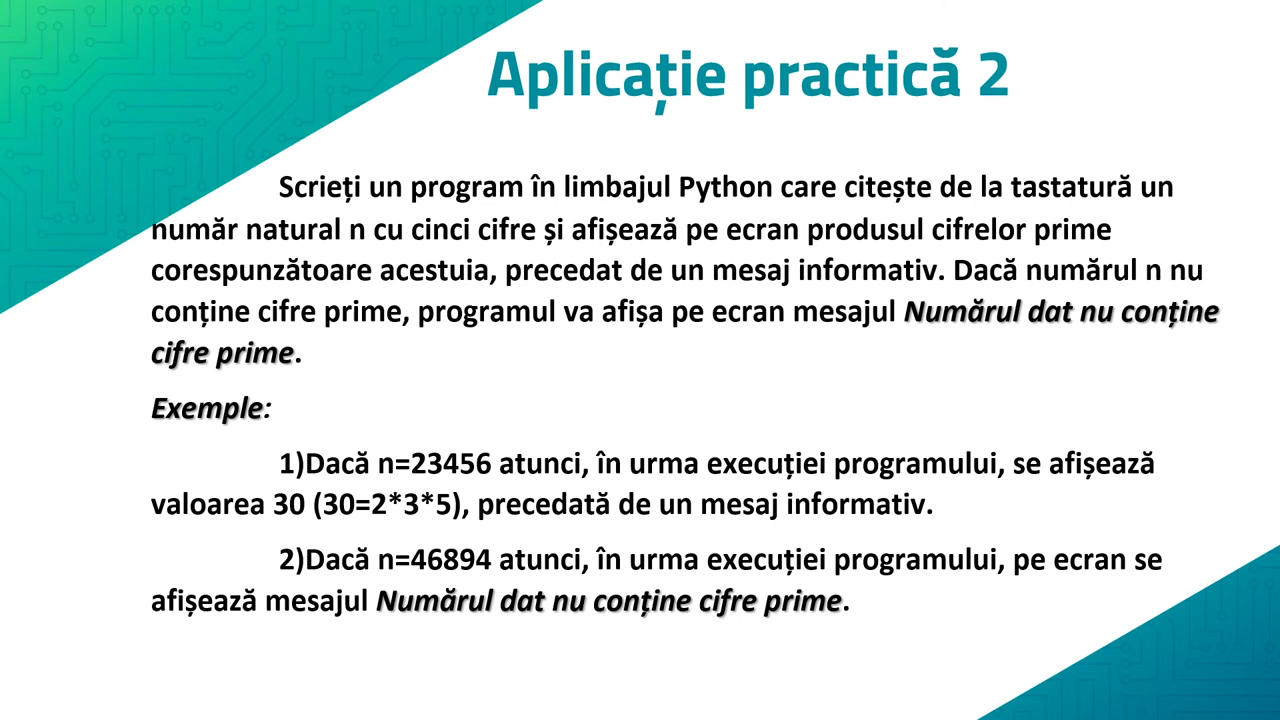 Aplicație practică 2
Scrieți un program în limbajul Python care citește de la tastatură un
număr natural n cu cinci cifre și afișează pe ecran produsul cifrelor prime
corespunzătoare acestuia, precedat de un mesaj informativ. Dacă numărul n nu
conține cifre prime, programul va afișa pe ecran mesajul Numărul dat nu conține
cifre prime.
Exemple:
1)Dacă n=23456 atunci, în urma execuției programului, se afișează
valoarea 30 (30=2*3*5), precedată de un mesaj informativ.
2)Dacă n=46894 atunci, în urma execuției programului, pe ecran se
afișează mesajul Numărul dat nu conține cifre prime.